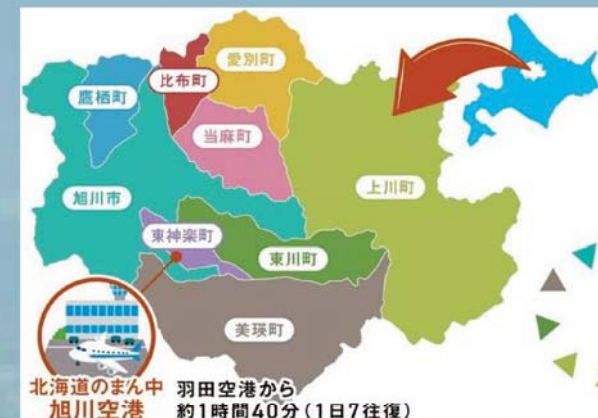 愛別町
比布町
鷹栖町
当麻町
上川町
旭川市
東神楽町
東川町
美瑛町
北海道のまん中
旭川空港
羽田空港から
約1時間40分(1日7往復)